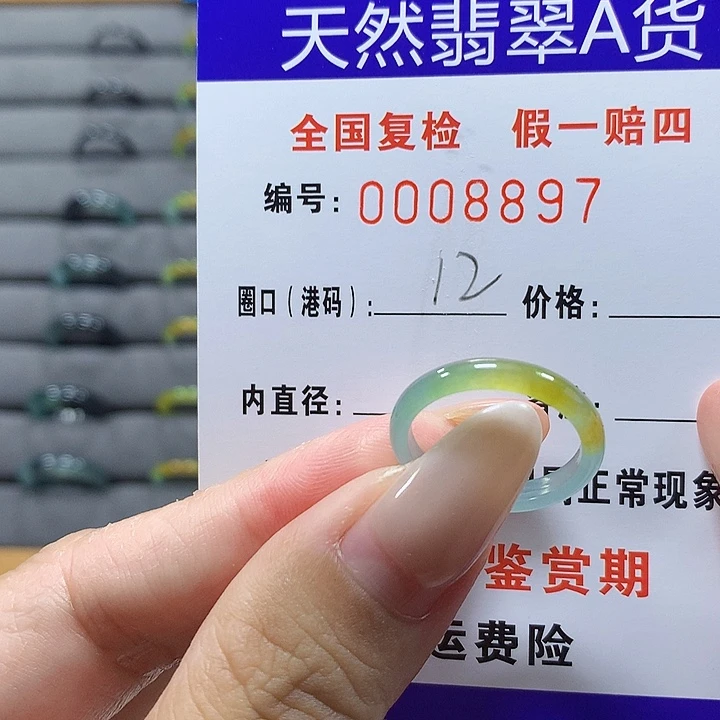 天然翡翠A货
全国复检 假一赔四
编号: 0008897
圈口(港码): 12 价格:
内直径:
正常现象
鉴赏期
运费险